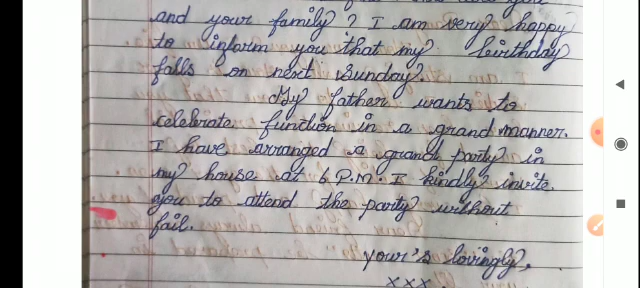 and your family? I am very happy
to inform you that my birthday
falls on next Sunday.
My father wants to
celebrate function in a grand manner.
I have arranged a grand party in
my house at 6 P.M. I kindly invite
you to attend the party without
fail.
your's lovingly,
xxx.